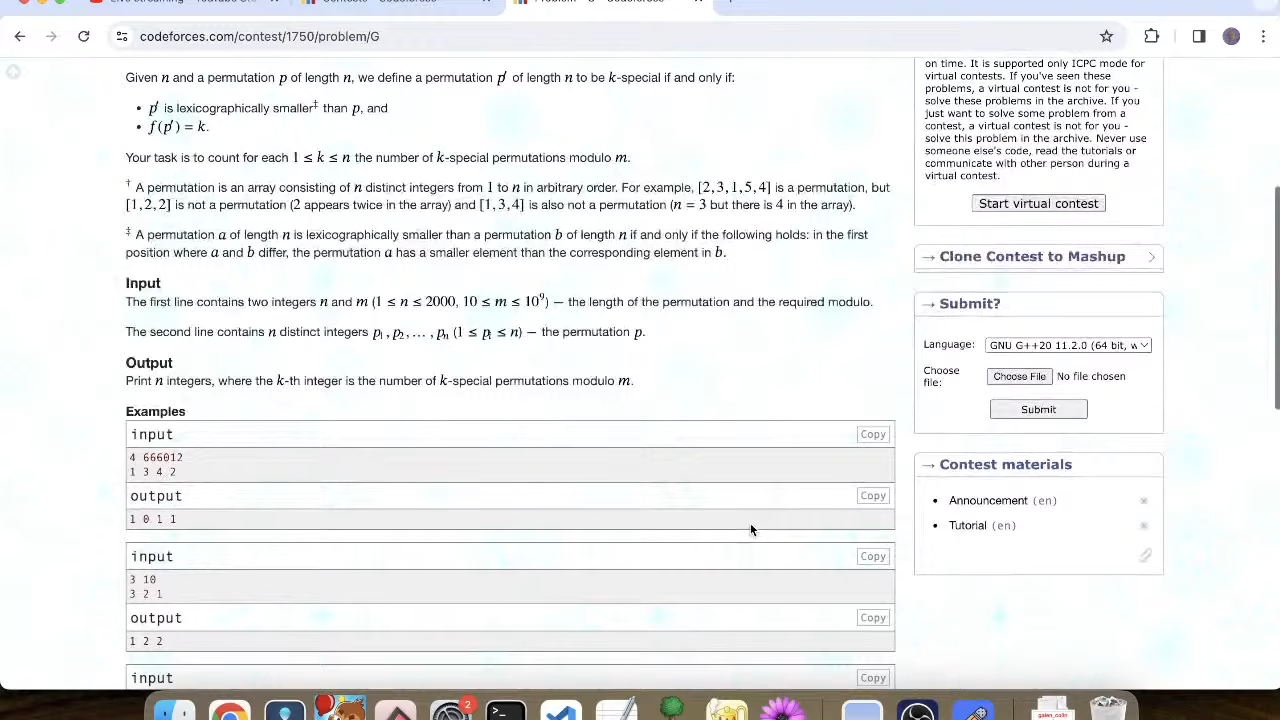 codeforces.com/contest/1750/problem/G
Given n and a permutation p of length n, we define a permutation p′ of length n to be k-special if and only if:
• p′ is lexicographically smaller‡ than p, and
• f(p′) = k.
Your task is to count for each 1 ≤ k ≤ n the number of k-special permutations modulo m.
† A permutation is an array consisting of n distinct integers from 1 to n in arbitrary order. For example, [2, 3, 1, 5, 4] is a permutation, but
[1, 2, 2] is not a permutation (2 appears twice in the array) and [1, 3, 4] is also not a permutation (n = 3 but there is 4 in the array).
‡ A permutation a of length n is lexicographically smaller than a permutation b of length n if and only if the following holds: in the first
position where a and b differ, the permutation a has a smaller element than the corresponding element in b.
Input
The first line contains two integers n and m (1 ≤ n ≤ 2000, 10 ≤ m ≤ 10⁹) — the length of the permutation and the required modulo.
The second line contains n distinct integers p₁, p₂, … , pₙ (1 ≤ pᵢ ≤ n) — the permutation p.
Output
Print n integers, where the k-th integer is the number of k-special permutations modulo m.
Examples
input
Copy
4 666012
1 3 4 2
output
Copy
1 0 1 1
input
Copy
3 10
3 2 1
output
Copy
1 2 2
input
Copy
on time. It is supported only ICPC mode for
virtual contests. If you've seen these
problems, a virtual contest is not for you -
solve these problems in the archive. If you
just want to solve some problem from a
contest, a virtual contest is not for you -
solve this problem in the archive. Never use
someone else's code, read the tutorials or
communicate with other person during a
virtual contest.
Start virtual contest
→ Clone Contest to Mashup
→ Submit?
Language:
GNU G++20 11.2.0 (64 bit, w
Choose
file:
Choose File No file chosen
Submit
→ Contest materials
• Announcement (en)
• Tutorial (en)
2
galen_colin